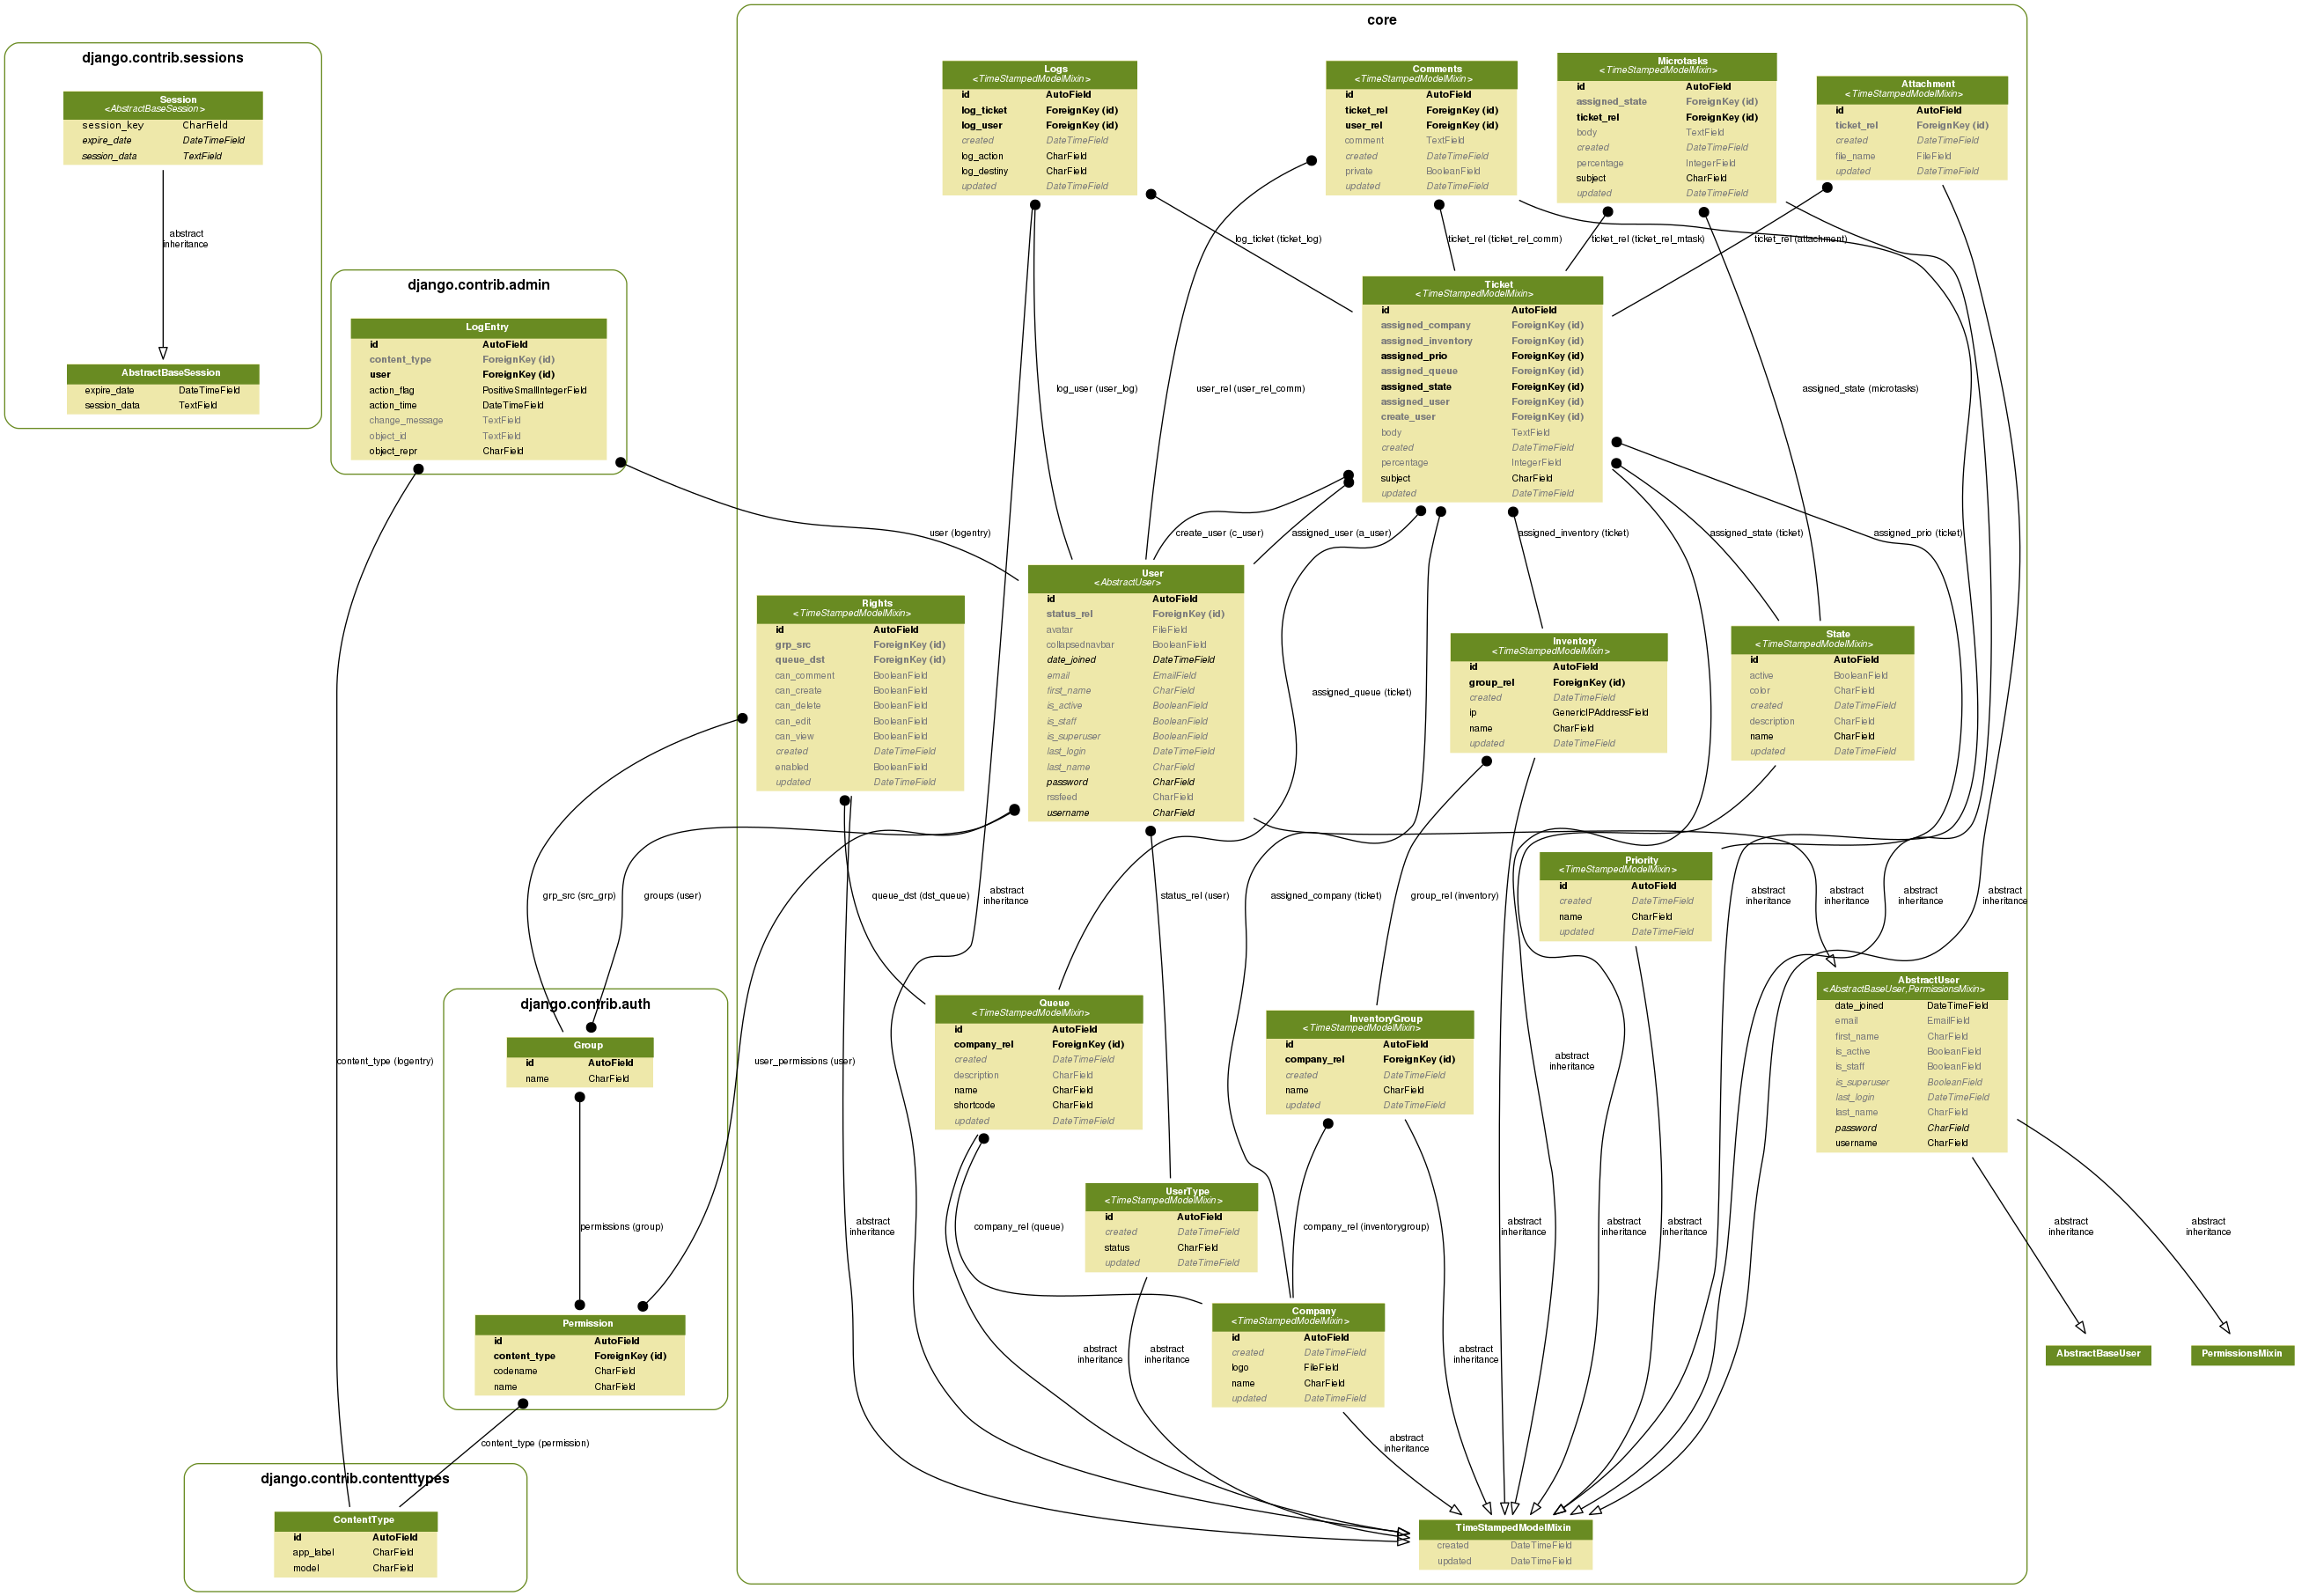 core
django.contrib.sessions
Session
<AbstractBaseSession>
session_key CharField
expire_date DateTimeField
session_data TextField
abstract
inheritance
AbstractBaseSession
expire_date DateTimeField
session_data TextField
django.contrib.admin
LogEntry
id AutoField
content_type ForeignKey (id)
user ForeignKey (id)
action_flag PositiveSmallIntegerField
action_time DateTimeField
change_message TextField
object_id TextField
object_repr CharField
Logs
<TimeStampedModelMixin>
id AutoField
log_ticket ForeignKey (id)
log_user ForeignKey (id)
created DateTimeField
log_action CharField
log_destiny CharField
updated DateTimeField
Comments
<TimeStampedModelMixin>
id AutoField
ticket_rel ForeignKey (id)
user_rel ForeignKey (id)
comment TextField
created DateTimeField
private BooleanField
updated DateTimeField
Microtasks
<TimeStampedModelMixin>
id AutoField
assigned_state ForeignKey (id)
ticket_rel ForeignKey (id)
body TextField
created DateTimeField
percentage IntegerField
subject CharField
updated DateTimeField
Attachment
<TimeStampedModelMixin>
id AutoField
ticket_rel ForeignKey (id)
created DateTimeField
file_name FileField
updated DateTimeField
log_ticket (ticket_log)
ticket_rel (ticket_rel_comm)
ticket_rel (ticket_rel_mtask)
ticket_rel (attachment)
Ticket
<TimeStampedModelMixin>
id AutoField
assigned_company ForeignKey (id)
assigned_inventory ForeignKey (id)
assigned_prio ForeignKey (id)
assigned_queue ForeignKey (id)
assigned_state ForeignKey (id)
assigned_user ForeignKey (id)
create_user ForeignKey (id)
body TextField
created DateTimeField
percentage IntegerField
subject CharField
updated DateTimeField
log_user (user_log)
user_rel (user_rel_comm)
assigned_state (microtasks)
user (logentry)
create_user (c_user)
assigned_user (a_user)
assigned_inventory (ticket)
assigned_state (ticket)
assigned_prio (ticket)
Rights
<TimeStampedModelMixin>
id AutoField
grp_src ForeignKey (id)
queue_dst ForeignKey (id)
can_comment BooleanField
can_create BooleanField
can_delete BooleanField
can_edit BooleanField
can_view BooleanField
created DateTimeField
enabled BooleanField
updated DateTimeField
User
<AbstractUser>
id AutoField
status_rel ForeignKey (id)
avatar FileField
collapsednavbar BooleanField
date_joined DateTimeField
email EmailField
first_name CharField
is_active BooleanField
is_staff BooleanField
is_superuser BooleanField
last_login DateTimeField
last_name CharField
password CharField
rssfeed CharField
username CharField
assigned_queue (ticket)
Inventory
<TimeStampedModelMixin>
id AutoField
group_rel ForeignKey (id)
created DateTimeField
ip GenericIPAddressField
name CharField
updated DateTimeField
State
<TimeStampedModelMixin>
id AutoField
active BooleanField
color CharField
created DateTimeField
description CharField
name CharField
updated DateTimeField
grp_src (src_grp)
groups (user)
queue_dst (dst_queue)
abstract
inheritance
status_rel (user)
assigned_company (ticket)
group_rel (inventory)
Priority
<TimeStampedModelMixin>
id AutoField
created DateTimeField
name CharField
updated DateTimeField
abstract
inheritance
abstract
inheritance
abstract
inheritance
abstract
inheritance
django.contrib.auth
Group
id AutoField
name CharField
content_type (logentry)
user_permissions (user)
Queue
<TimeStampedModelMixin>
id AutoField
company_rel ForeignKey (id)
created DateTimeField
description CharField
name CharField
shortcode CharField
updated DateTimeField
InventoryGroup
<TimeStampedModelMixin>
id AutoField
company_rel ForeignKey (id)
created DateTimeField
name CharField
updated DateTimeField
abstract
inheritance
AbstractUser
<AbstractBaseUser,PermissionsMixin>
date_joined DateTimeField
email EmailField
first_name CharField
is_active BooleanField
is_staff BooleanField
is_superuser BooleanField
last_login DateTimeField
last_name CharField
password CharField
username CharField
permissions (group)
abstract
inheritance
company_rel (queue)
UserType
<TimeStampedModelMixin>
id AutoField
created DateTimeField
status CharField
updated DateTimeField
company_rel (inventorygroup)
abstract
inheritance
abstract
inheritance
abstract
inheritance
abstract
inheritance
abstract
inheritance
Permission
id AutoField
content_type ForeignKey (id)
codename CharField
name CharField
abstract
inheritance
abstract
inheritance
Company
<TimeStampedModelMixin>
id AutoField
created DateTimeField
logo FileField
name CharField
updated DateTimeField
abstract
inheritance
AbstractBaseUser
PermissionsMixin
content_type (permission)
abstract
inheritance
django.contrib.contenttypes
ContentType
id AutoField
app_label CharField
model CharField
TimeStampedModelMixin
created DateTimeField
updated DateTimeField